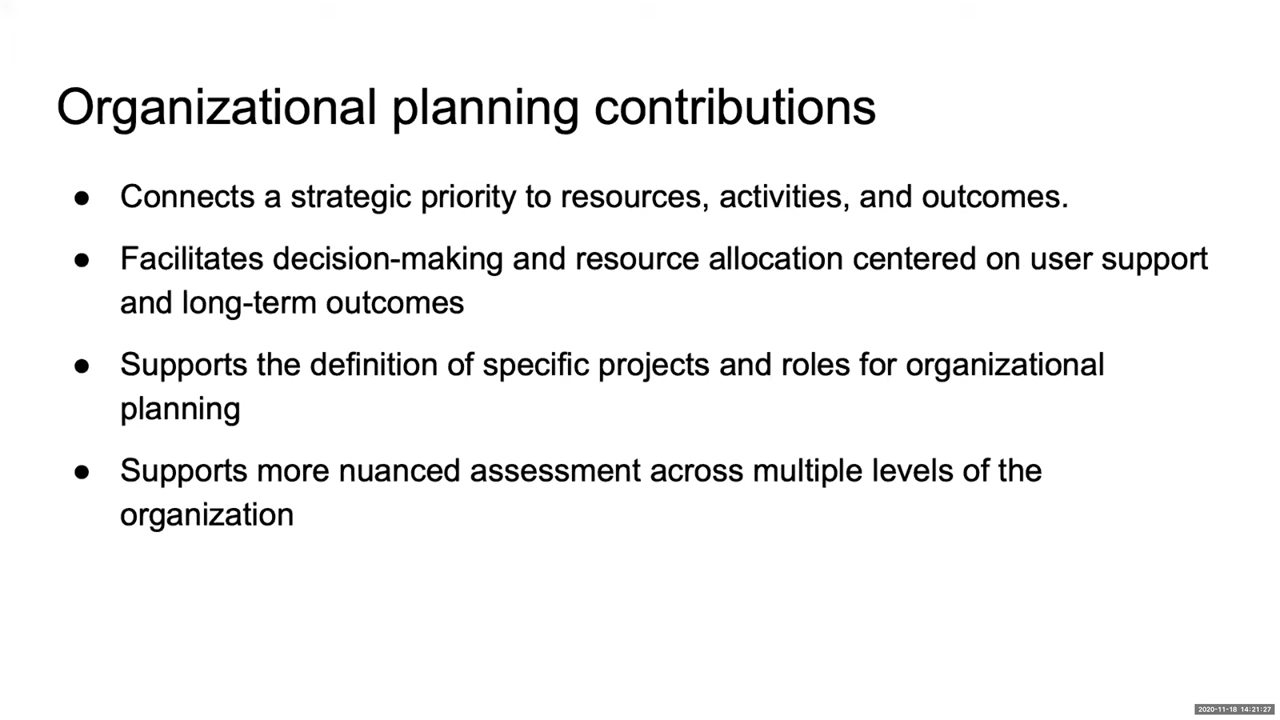 Organizational planning contributions
● Connects a strategic priority to resources, activities, and outcomes.
● Facilitates decision-making and resource allocation centered on user support
and long-term outcomes
● Supports the definition of specific projects and roles for organizational
planning
● Supports more nuanced assessment across multiple levels of the
organization
2020-11-18 14:21:27